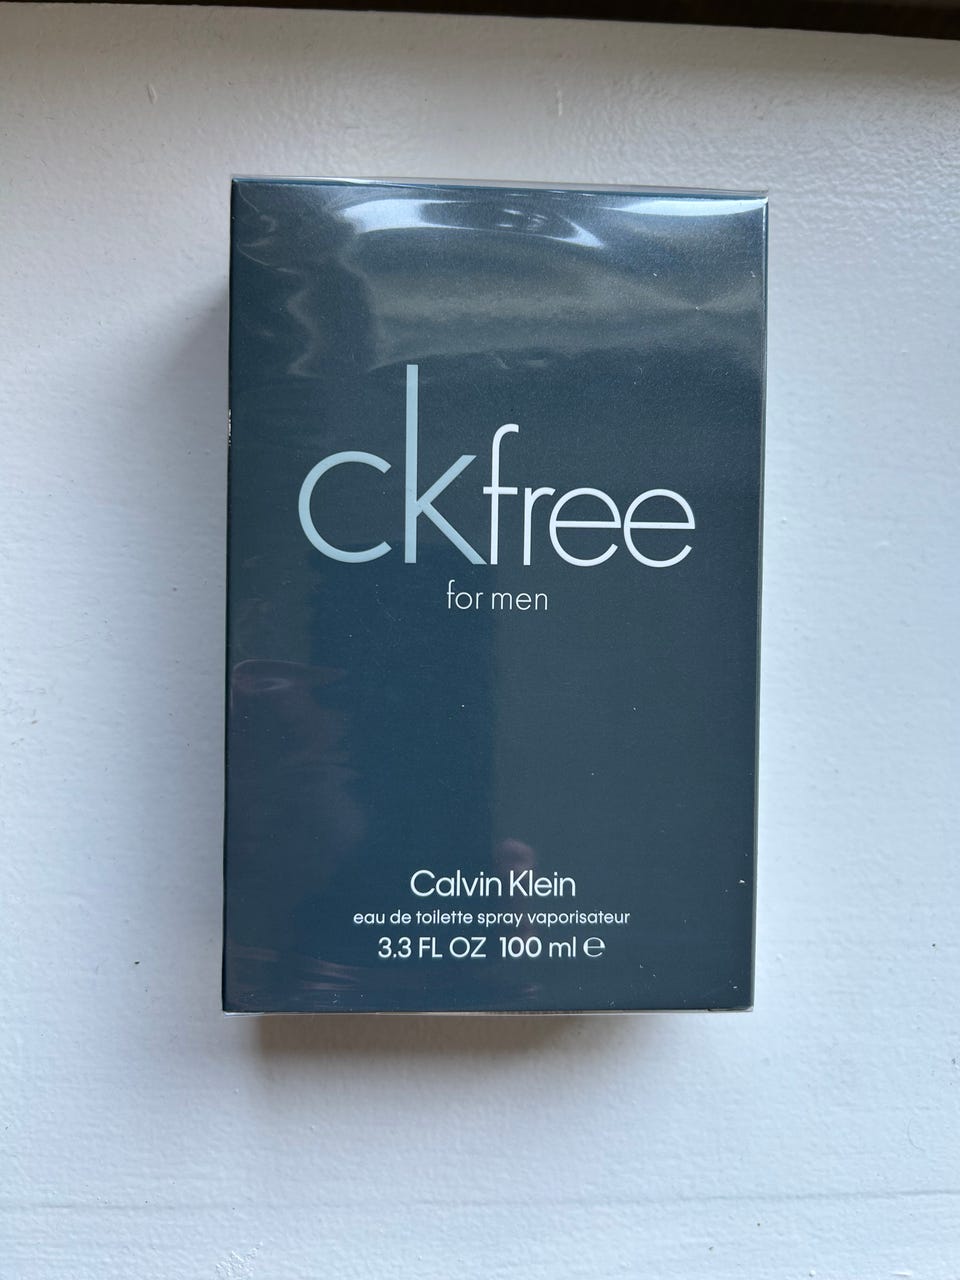 ckfree
for men
Calvin Klein
eau de toilette spray vaporisateur
3.3 FL OZ 100 ml ℮